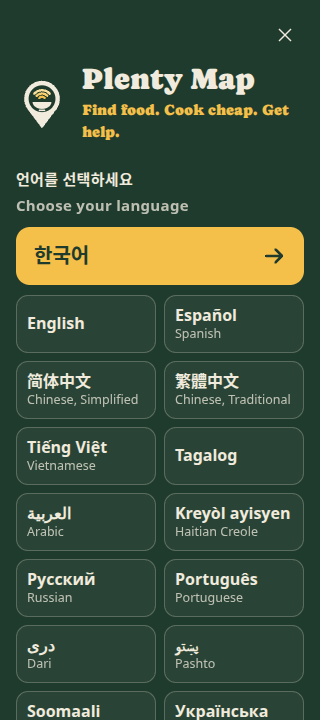 Plenty Map
Find food. Cook cheap. Get
help.
언어를 선택하세요
Choose your language
한국어
English
Español
Spanish
简体中文
Chinese, Simplified
繁體中文
Chinese, Traditional
Tiếng Việt
Vietnamese
Tagalog
العربية
Arabic
Kreyòl ayisyen
Haitian Creole
Русский
Russian
Português
Portuguese
دری
Dari
پښتو
Pashto
Soomaali
Українська